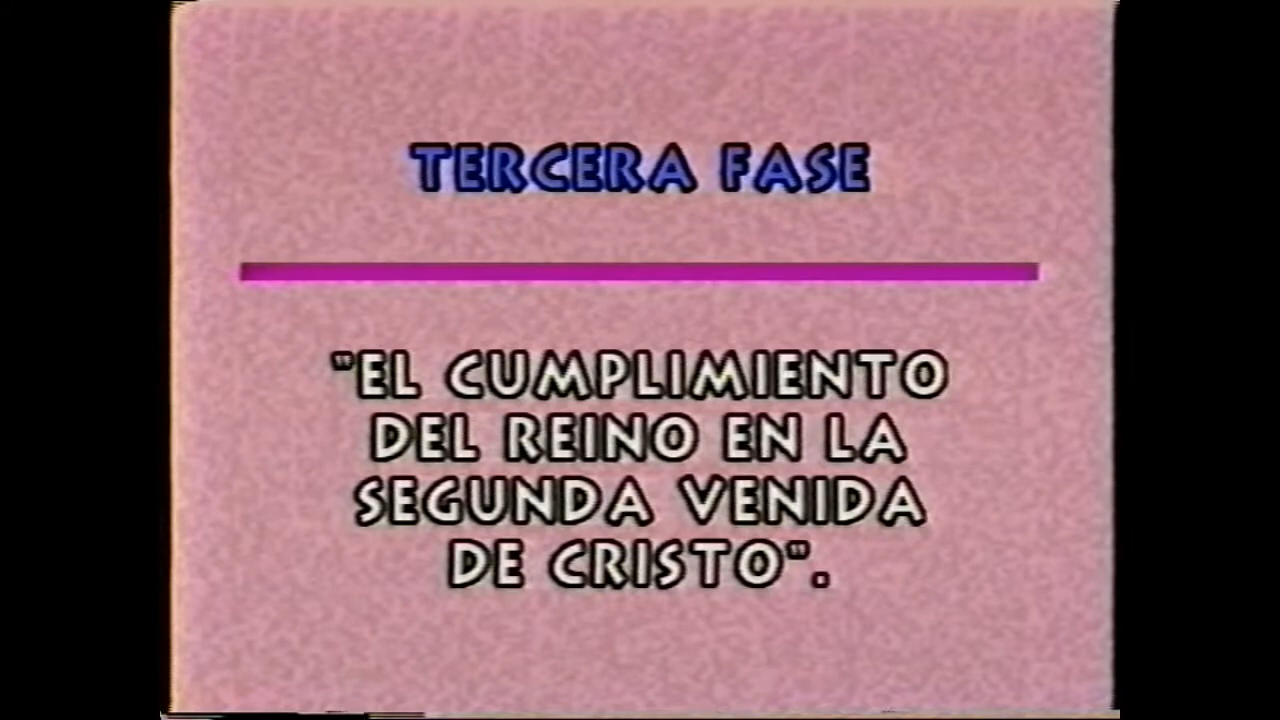 TERCERA FASE
"EL CUMPLIMIENTO
DEL REINO EN LA
SEGUNDA VENIDA
DE CRISTO".